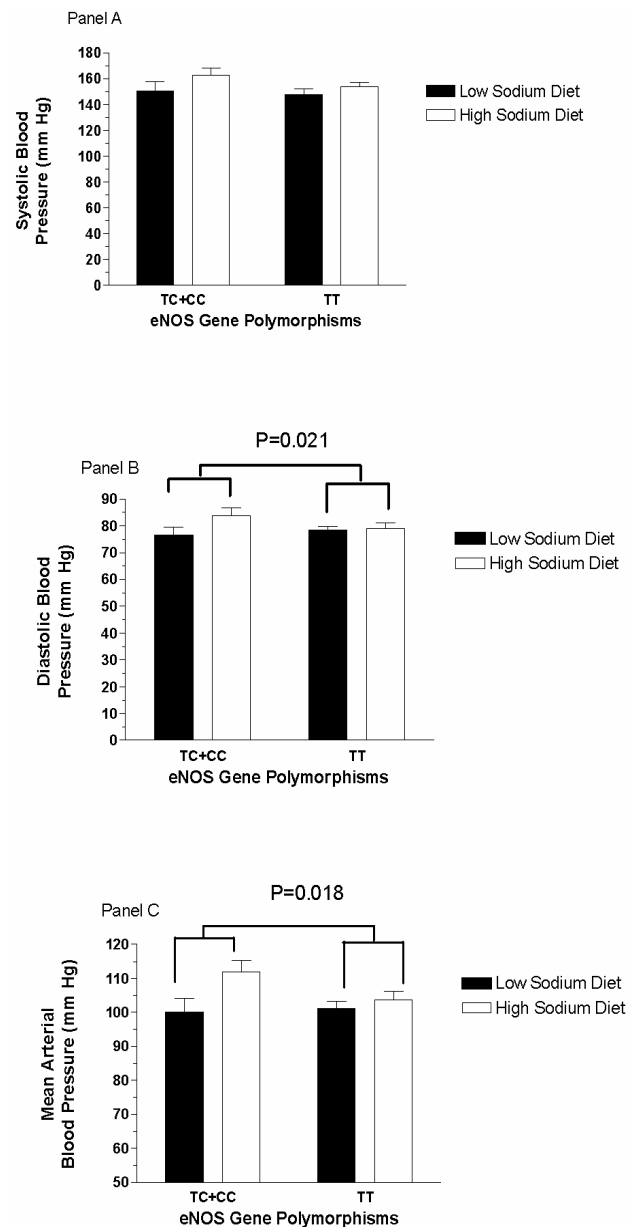 Panel A
180
160
140
120
100
80
60
40
20
0
Systolic Blood
Pressure (mm Hg)
Low Sodium Diet
High Sodium Diet
TC+CC
TT
eNOS Gene Polymorphisms
P=0.021
Panel B
90
80
70
60
50
40
30
20
10
0
Diastolic Blood
Pressure (mm Hg)
Low Sodium Diet
High Sodium Diet
TC+CC
TT
eNOS Gene Polymorphisms
P=0.018
Panel C
120
110
100
90
80
70
60
50
Mean Arterial
Blood Pressure (mm Hg)
Low Sodium Diet
High Sodium Diet
TC+CC
TT
eNOS Gene Polymorphisms